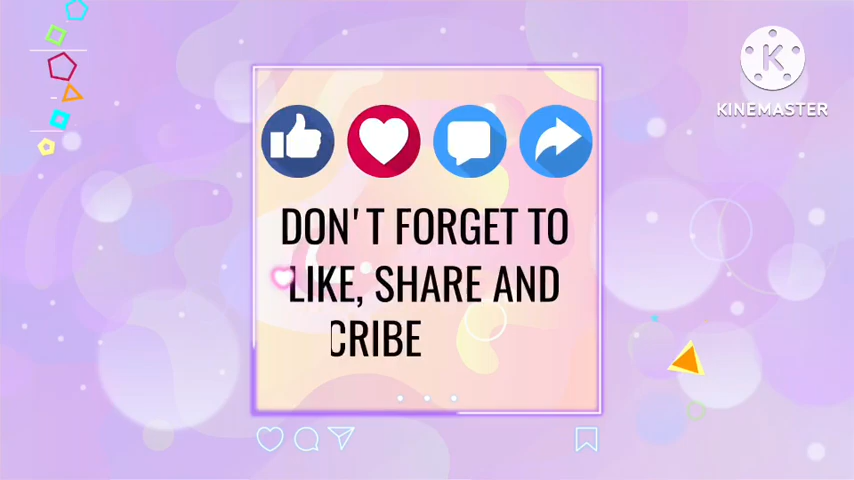 DON'T FORGET TO
LIKE, SHARE AND
CRIBE
KINEMASTER